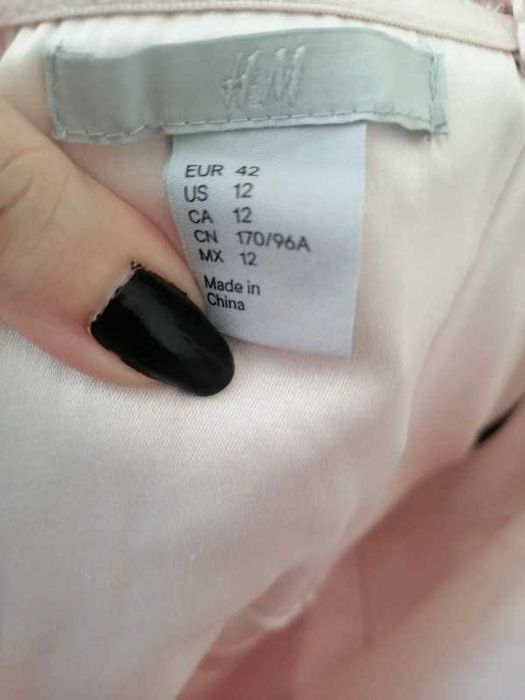 H&M
EUR 42
US 12
CA 12
CN 170/96A
MX 12
Made in
China